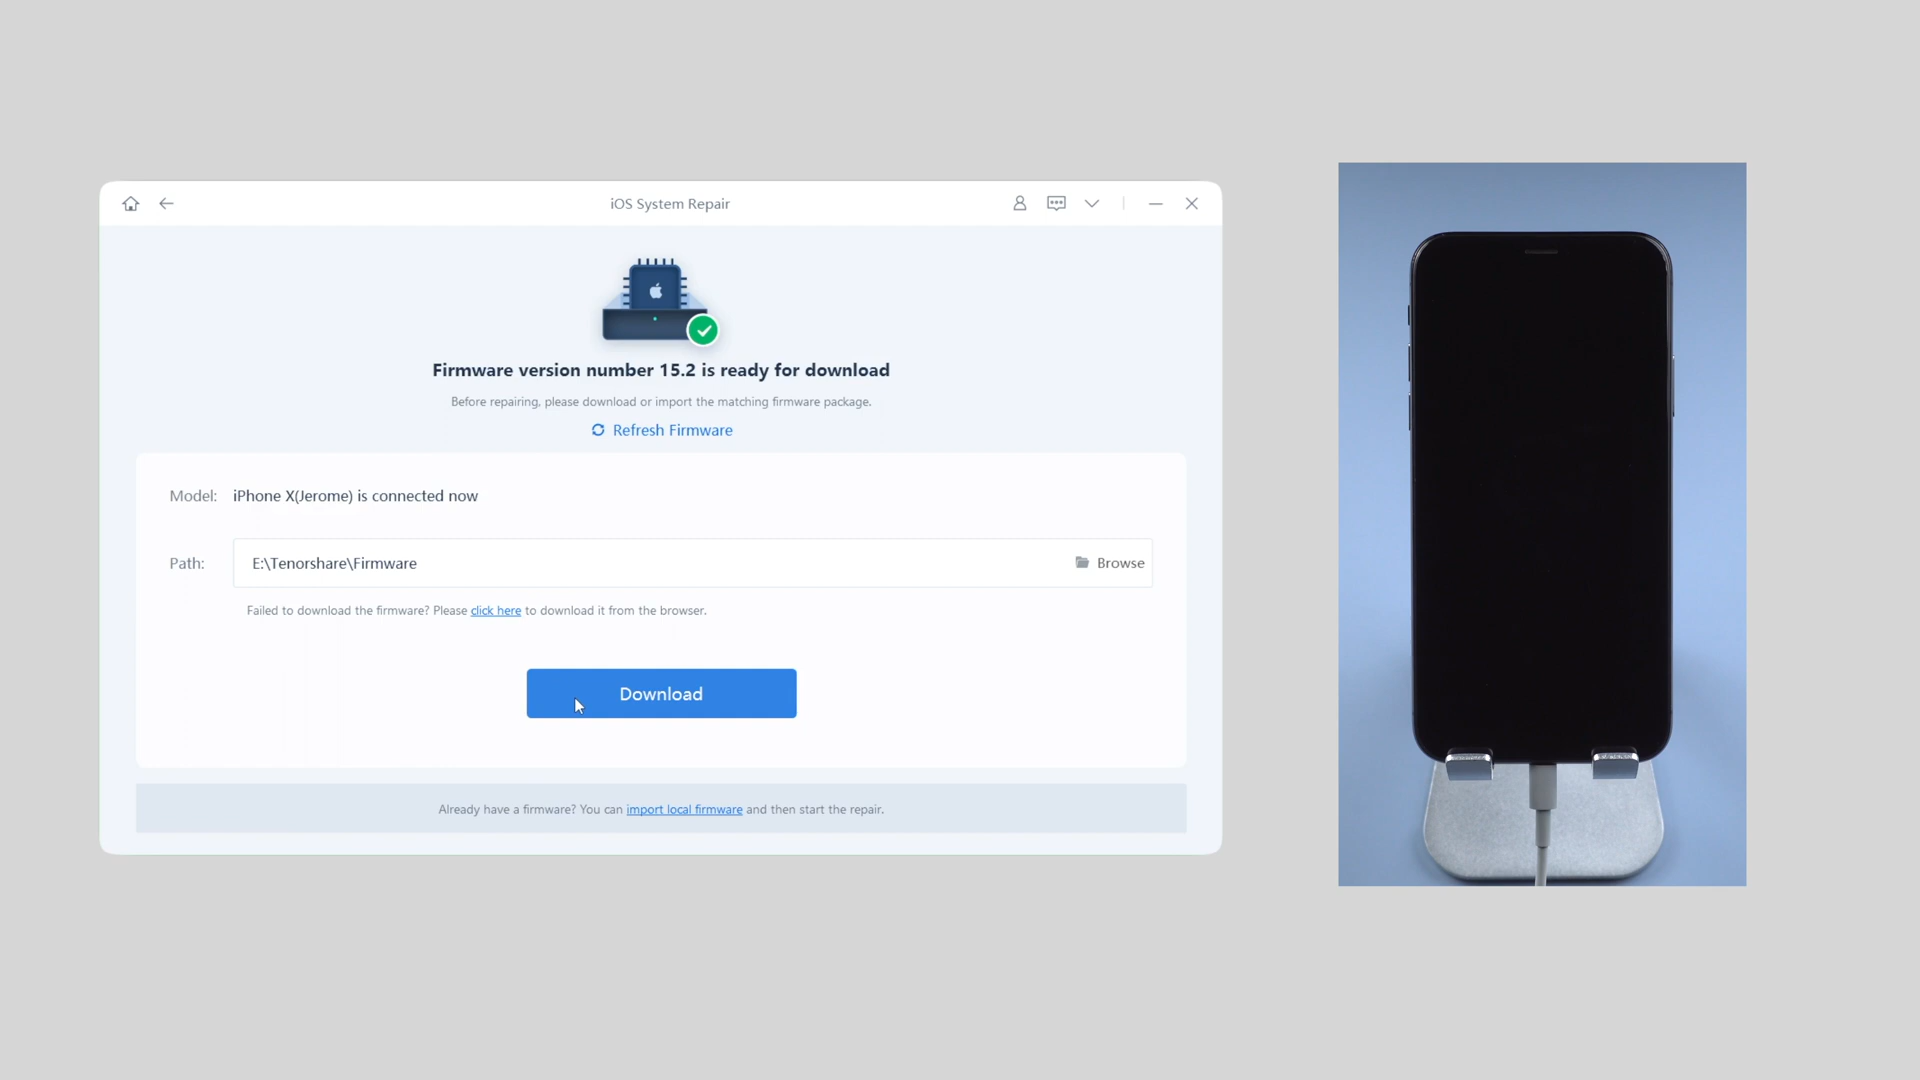 iOS System Repair
Firmware version number 15.2 is ready for download
Before repairing, please download or import the matching firmware package.
Refresh Firmware
Model: iPhone X(Jerome) is connected now
Path: E:\Tenorshare\Firmware Browse
Failed to download the firmware? Please click here to download it from the browser.
Download
Already have a firmware? You can import local firmware and then start the repair.